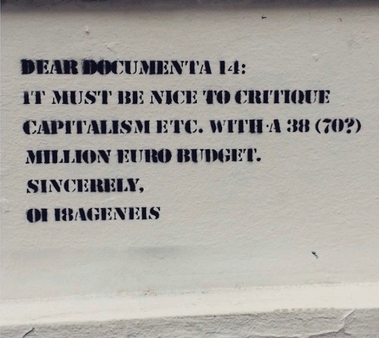 DEAR DOCUMENTA 14:
IT MUST BE NICE TO CRITIQUE
CAPITALISM ETC. WITH A 38 (70?)
MILLION EURO BUDGET.
SINCERELY,
OI I8AGENEIS